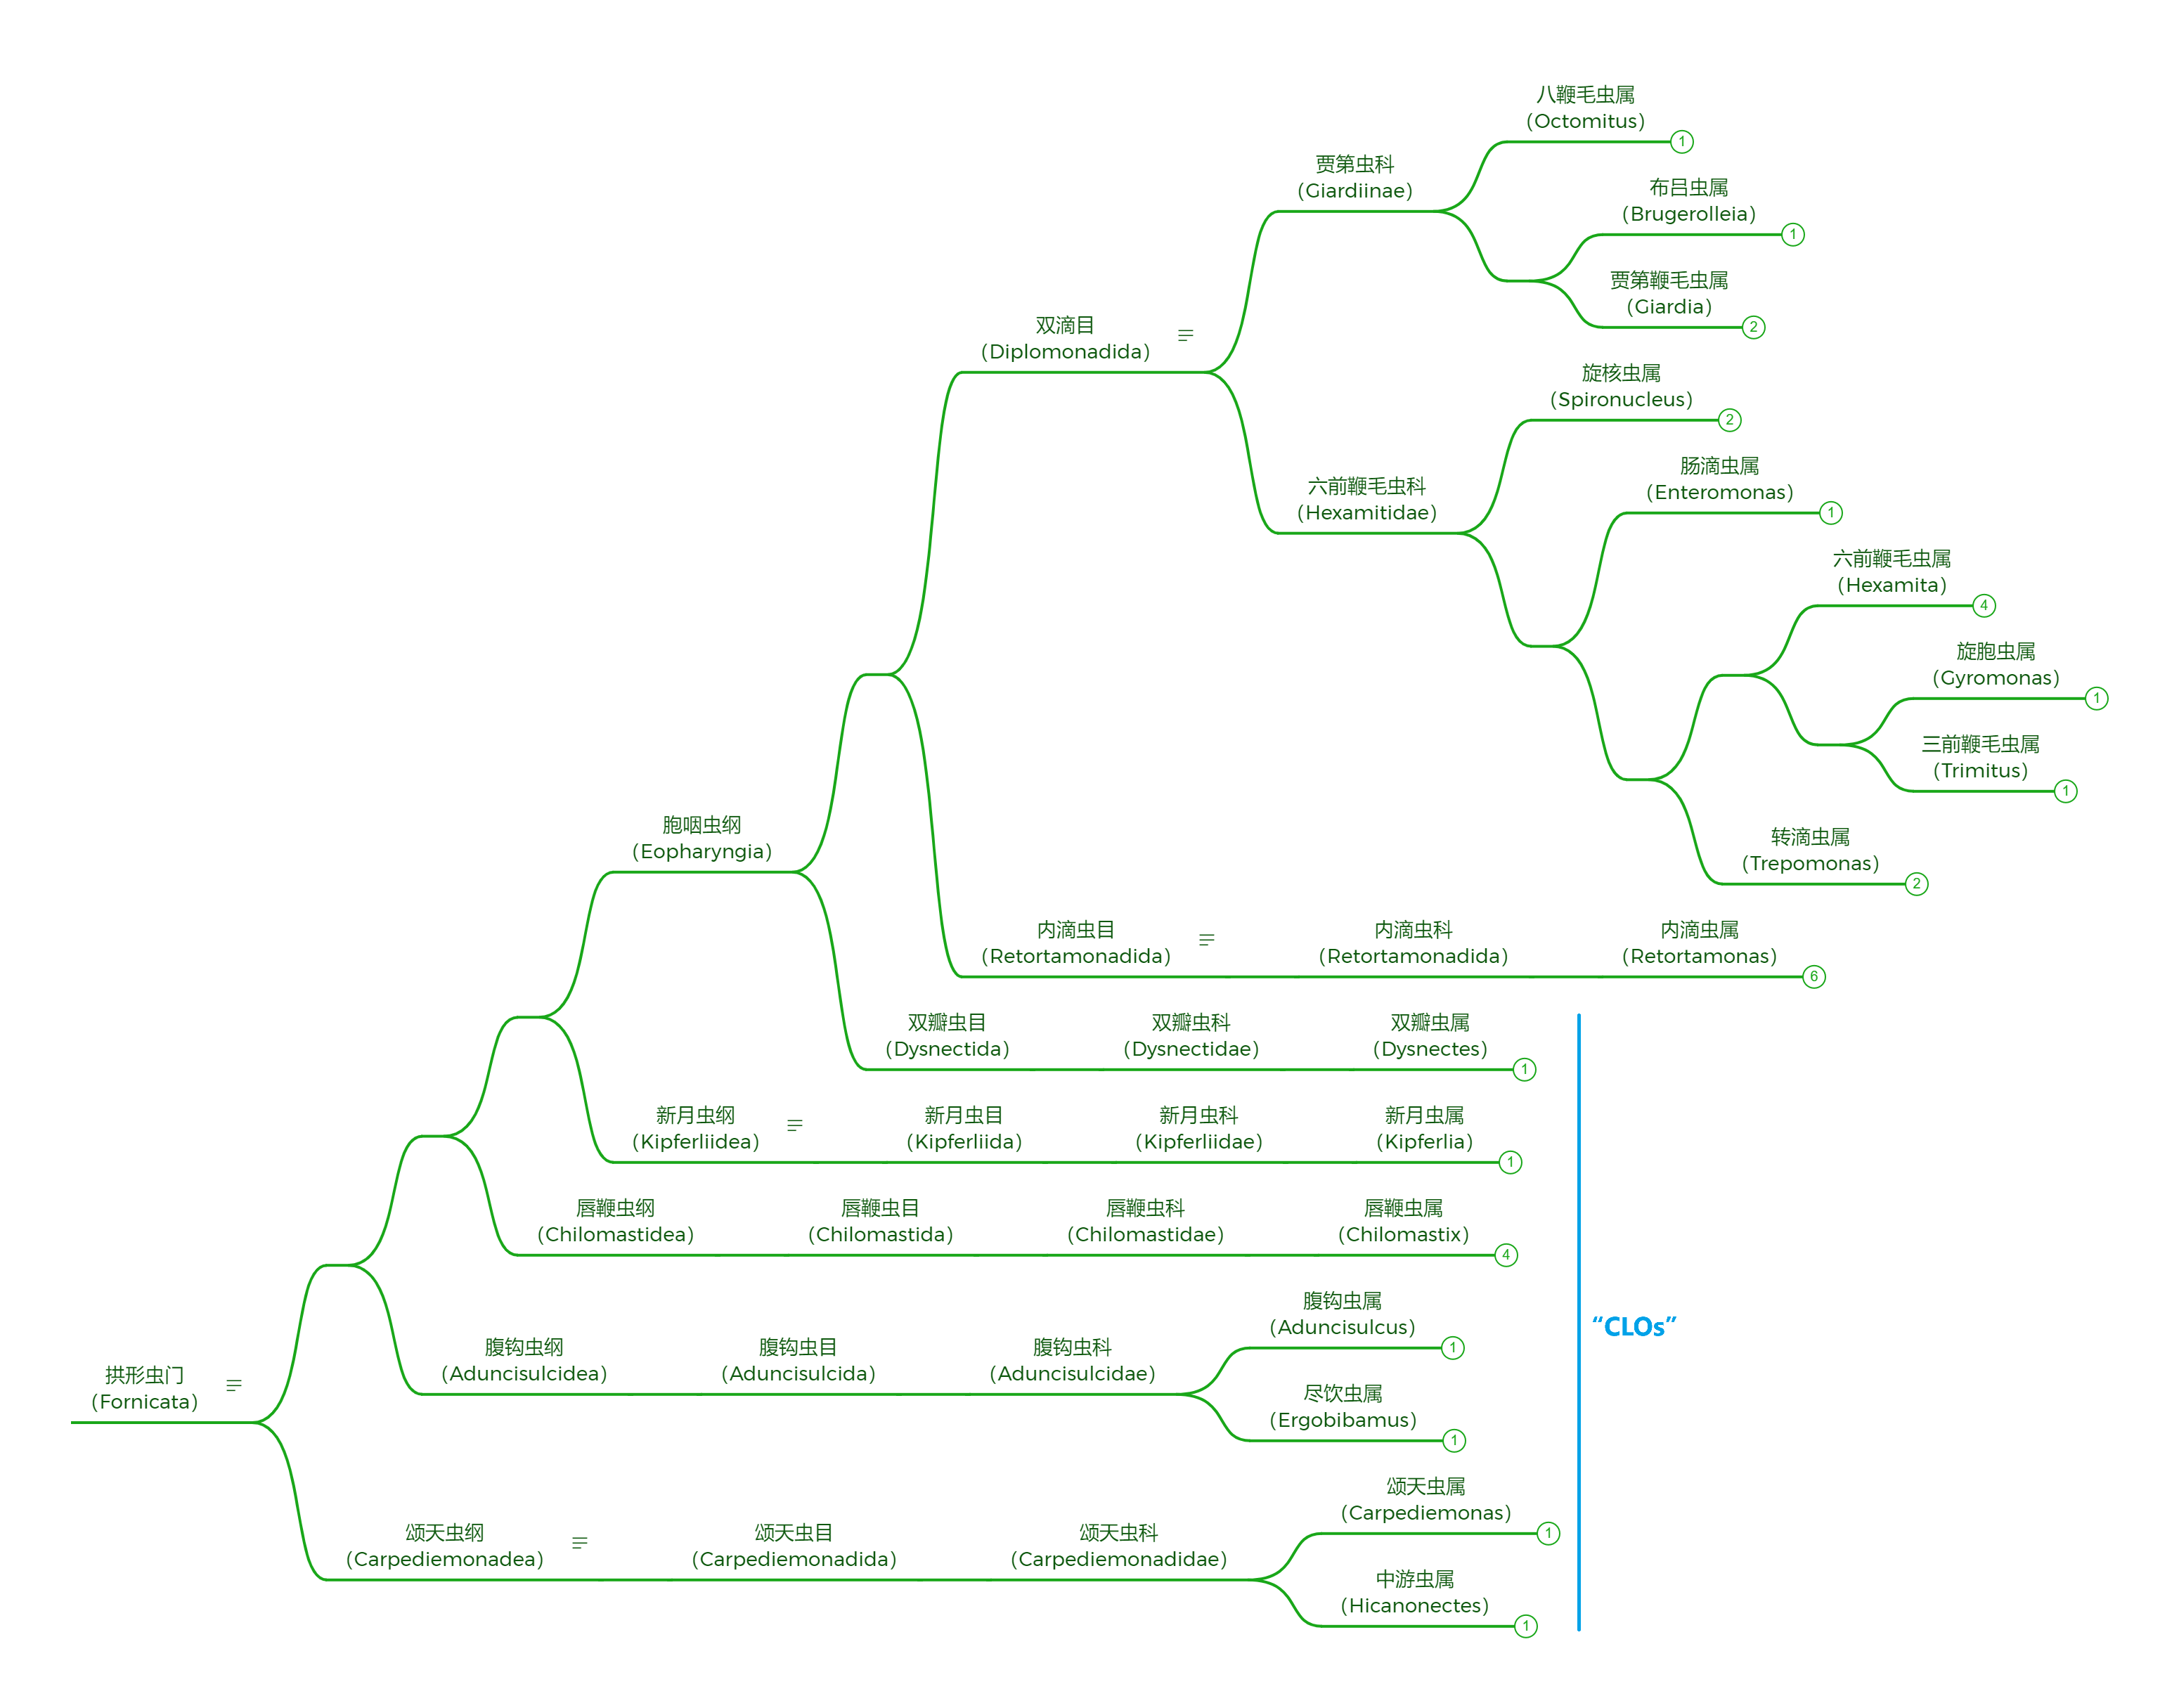 八鞭毛虫属
(Octomitus)
1
贾第虫科
(Giardiinae)
布吕虫属
(Brugerolleia)
1
贾第鞭毛虫属
(Giardia)
2
双滴目
(Diplomonadida)
旋核虫属
(Spironucleus)
2
六前鞭毛虫科
(Hexamitidae)
肠滴虫属
(Enteromonas)
1
六前鞭毛虫属
(Hexamita)
4
旋胞虫属
(Gyromonas)
1
三前鞭毛虫属
(Trimitus)
1
转滴虫属
(Trepomonas)
2
胞咽虫纲
(Eopharyngia)
内滴虫目
(Retortamonadida)
内滴虫科
(Retortamonadida)
内滴虫属
(Retortamonas)
6
双瓣虫目
(Dysnectida)
双瓣虫科
(Dysnectidae)
双瓣虫属
(Dysnectes)
1
新月虫纲
(Kipferliidea)
新月虫目
(Kipferliida)
新月虫科
(Kipferliidae)
新月虫属
(Kipferlia)
1
唇鞭虫纲
(Chilomastidea)
唇鞭虫目
(Chilomastida)
唇鞭虫科
(Chilomastidae)
唇鞭虫属
(Chilomastix)
4
腹钩虫纲
(Aduncisulcidea)
腹钩虫目
(Aduncisulcida)
腹钩虫科
(Aduncisulcidae)
腹钩虫属
(Aduncisulcus)
1
尽饮虫属
(Ergobibamus)
1
“CLOs”
拱形虫门
(Fornicata)
颂天虫纲
(Carpediemonadea)
颂天虫目
(Carpediemonadida)
颂天虫科
(Carpediemonadidae)
颂天虫属
(Carpediemonas)
1
中游虫属
(Hicanonectes)
1